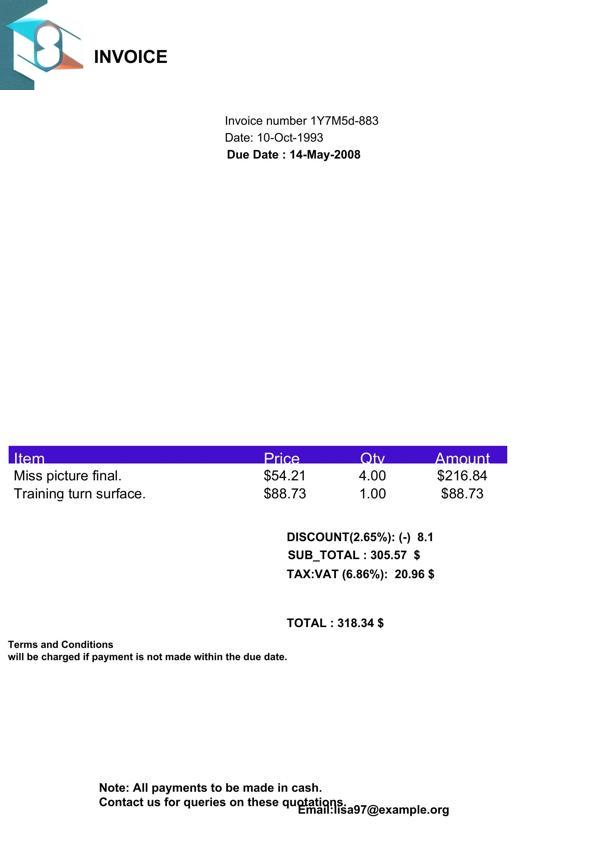 INVOICE
Invoice number 1Y7M5d-883
Date: 10-Oct-1993
Due Date : 14-May-2008
Item Price Qty Amount
Miss picture final. $54.21 4.00 $216.84
Training turn surface. $88.73 1.00 $88.73
DISCOUNT(2.65%): (-) 8.1
SUB_TOTAL : 305.57 $
TAX:VAT (6.86%): 20.96 $
TOTAL : 318.34 $
Terms and Conditions
will be charged if payment is not made within the due date.
Note: All payments to be made in cash.
Contact us for queries on these quotations.
Email:lisa97@example.org